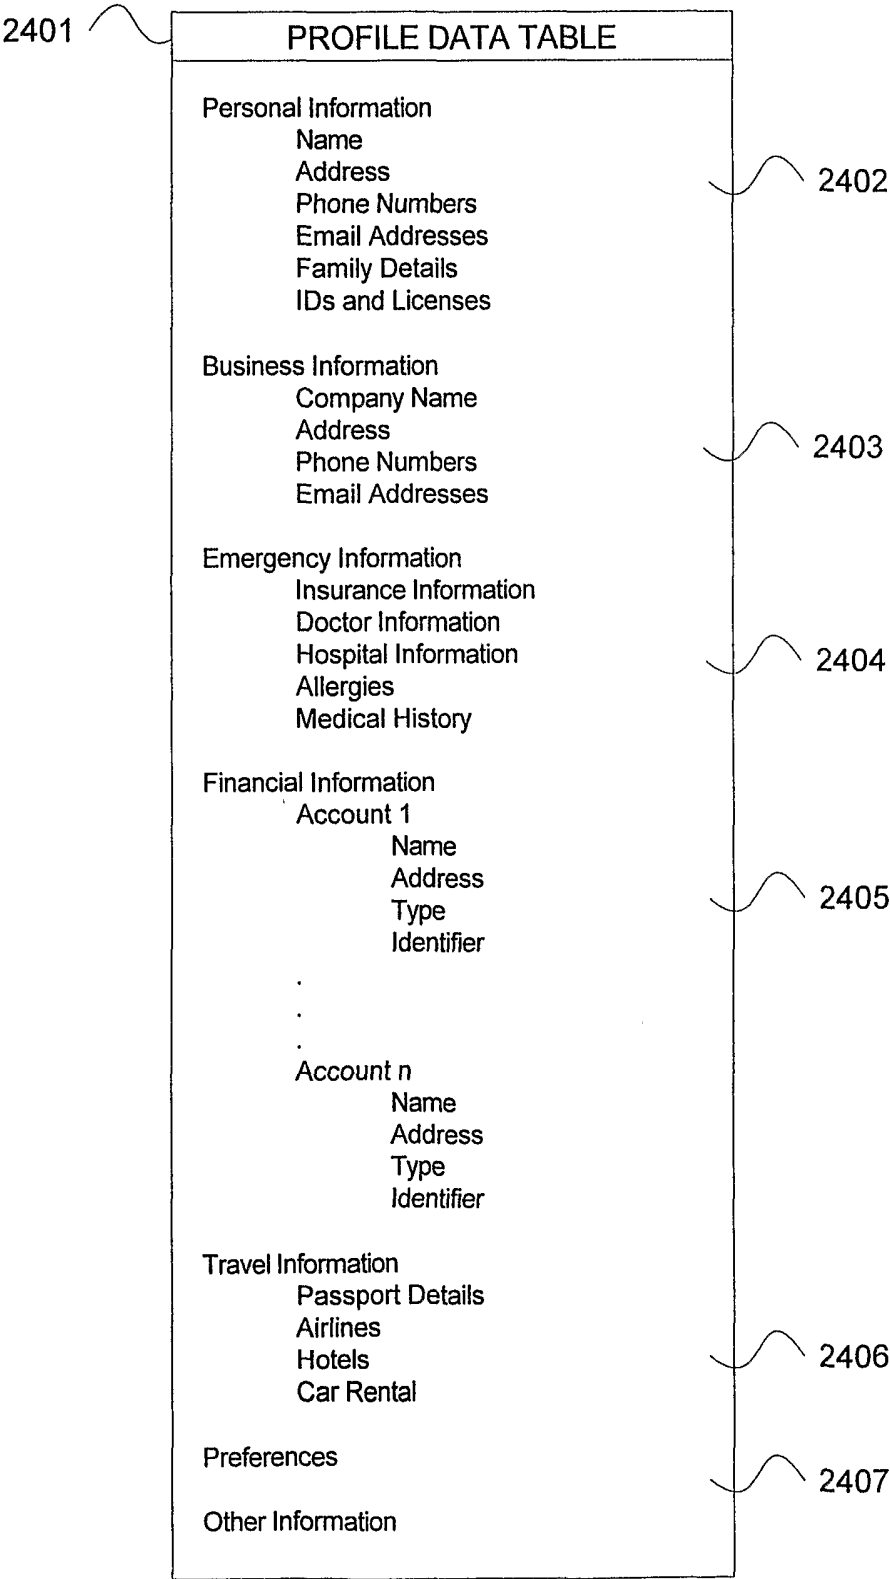 2401
PROFILE DATA TABLE
Personal Information
Name
Address
2402
Phone Numbers
Email Addresses
Family Details
IDs and Licenses
Business Information
Company Name
Address
2403
Phone Numbers
Email Addresses
Emergency Information
Insurance Information
Doctor Information
Hospital Information
2404
Allergies
Medical History
Financial Information
Account 1
Name
Address
2405
Type
Identifier
.
.
.
Account n
Name
Address
Type
Identifier
Travel Information
Passport Details
Airlines
Hotels
2406
Car Rental
Preferences
2407
Other Information